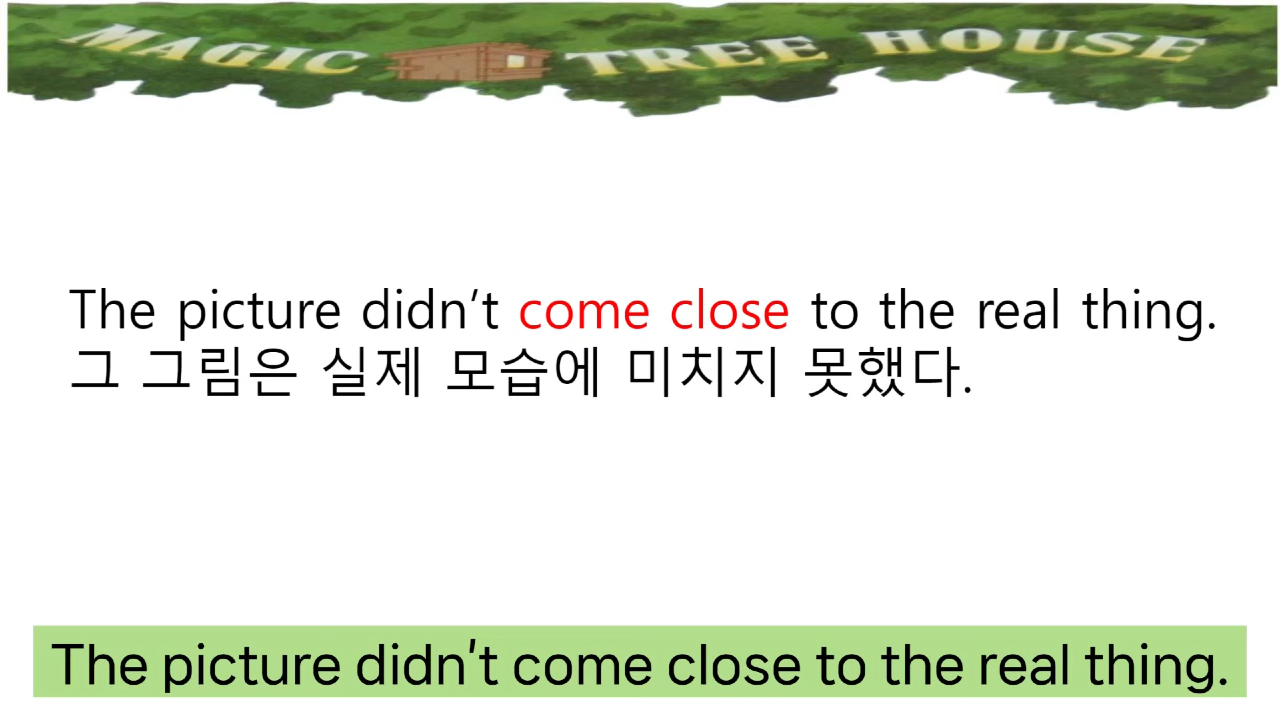 MAGIC TREE HOUSE
The picture didn’t come close to the real thing.
그 그림은 실제 모습에 미치지 못했다.
The picture didn't come close to the real thing.